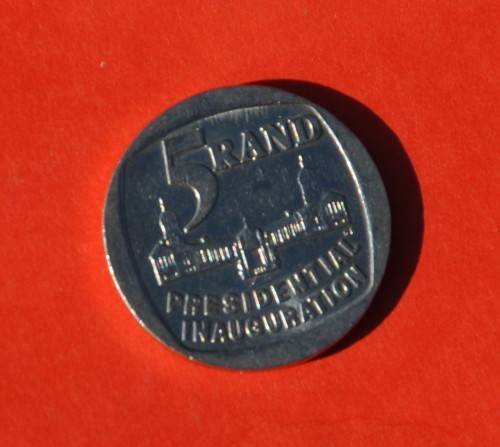 5 RAND
PRESIDENTIAL
INAUGURATION